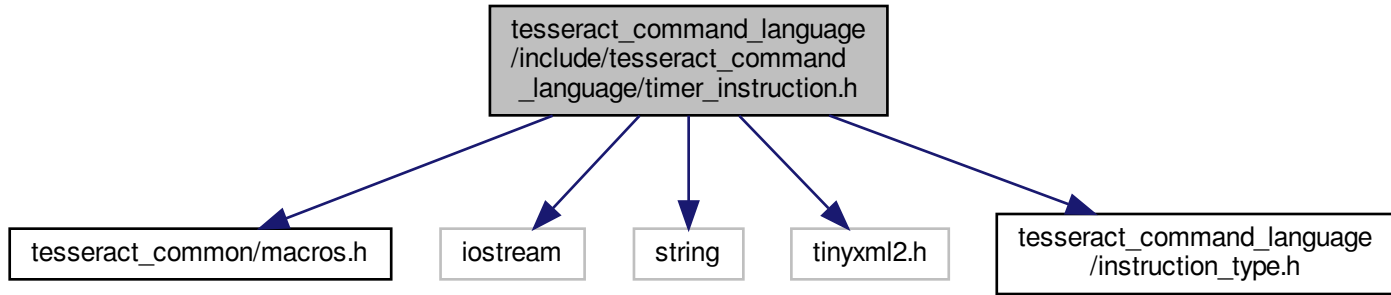 tesseract_command_language
/include/tesseract_command
_language/timer_instruction.h
tesseract_common/macros.h
iostream
string
tinyxml2.h
tesseract_command_language
/instruction_type.h